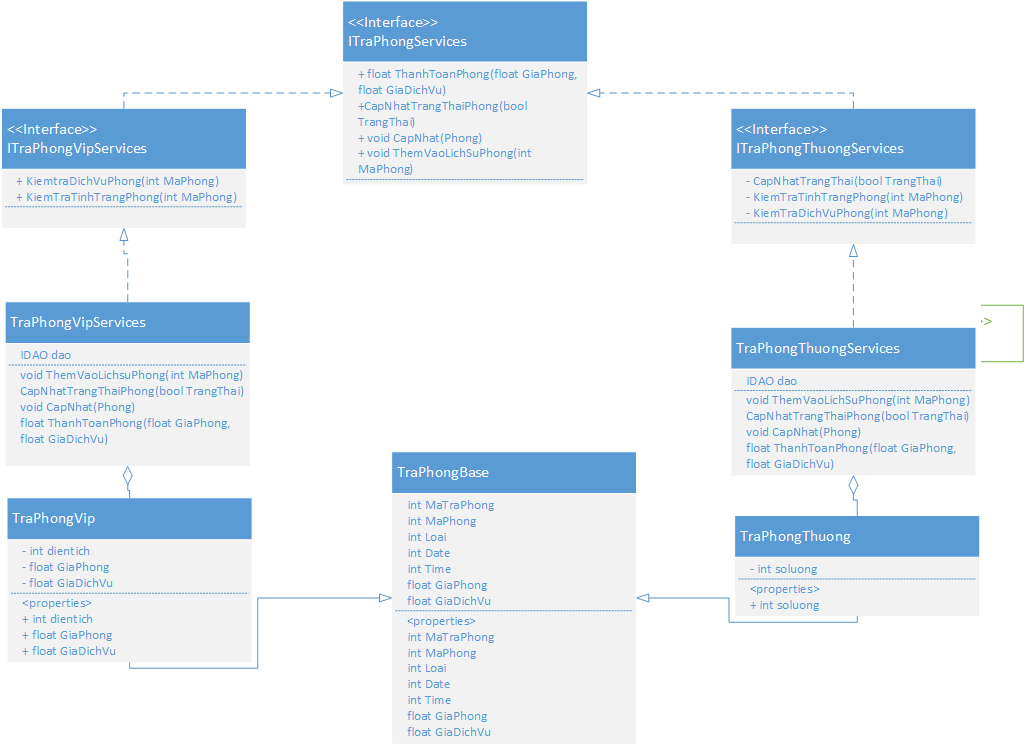 <<Interface>>
ITraPhongServices
+ float ThanhToanPhong(float GiaPhong,
float GiaDichVu)
+CapNhatTrangThaiPhong(bool
TrangThai)
+ void CapNhat(Phong)
+ void ThemVaoLichSuPhong(int
MaPhong)
<<Interface>>
ITraPhongVipServices
+ KiemtraDichVuPhong(int MaPhong)
+ KiemTraTinhTrangPhong(int MaPhong)
<<Interface>>
ITraPhongThuongServices
- CapNhatTrangThai(bool TrangThai)
- KiemTraTinhTrangPhong(int MaPhong)
- KiemTraDichVuPhong(int MaPhong)
TraPhongVipServices
IDAO dao
void ThemVaoLichsuPhong(int MaPhong)
CapNhatTrangThaiPhong(bool TrangThai)
void CapNhat(Phong)
float ThanhToanPhong(float GiaPhong,
float GiaDichVu)
TraPhongThuongServices
IDAO dao
void ThemVaoLichSuPhong(int MaPhong)
CapNhatTrangThaiPhong(bool TrangThai)
void CapNhat(Phong)
float ThanhToanPhong(float GiaPhong,
float GiaDichVu)
TraPhongVip
- int dientich
- float GiaPhong
- float GiaDichVu
<properties>
+ int dientich
+ float GiaPhong
+ float GiaDichVu
TraPhongBase
int MaTraPhong
int MaPhong
int Loai
int Date
int Time
float GiaPhong
float GiaDichVu
<properties>
int MaTraPhong
int MaPhong
int Loai
int Date
int Time
float GiaPhong
float GiaDichVu
TraPhongThuong
- int soluong
<properties>
+ int soluong